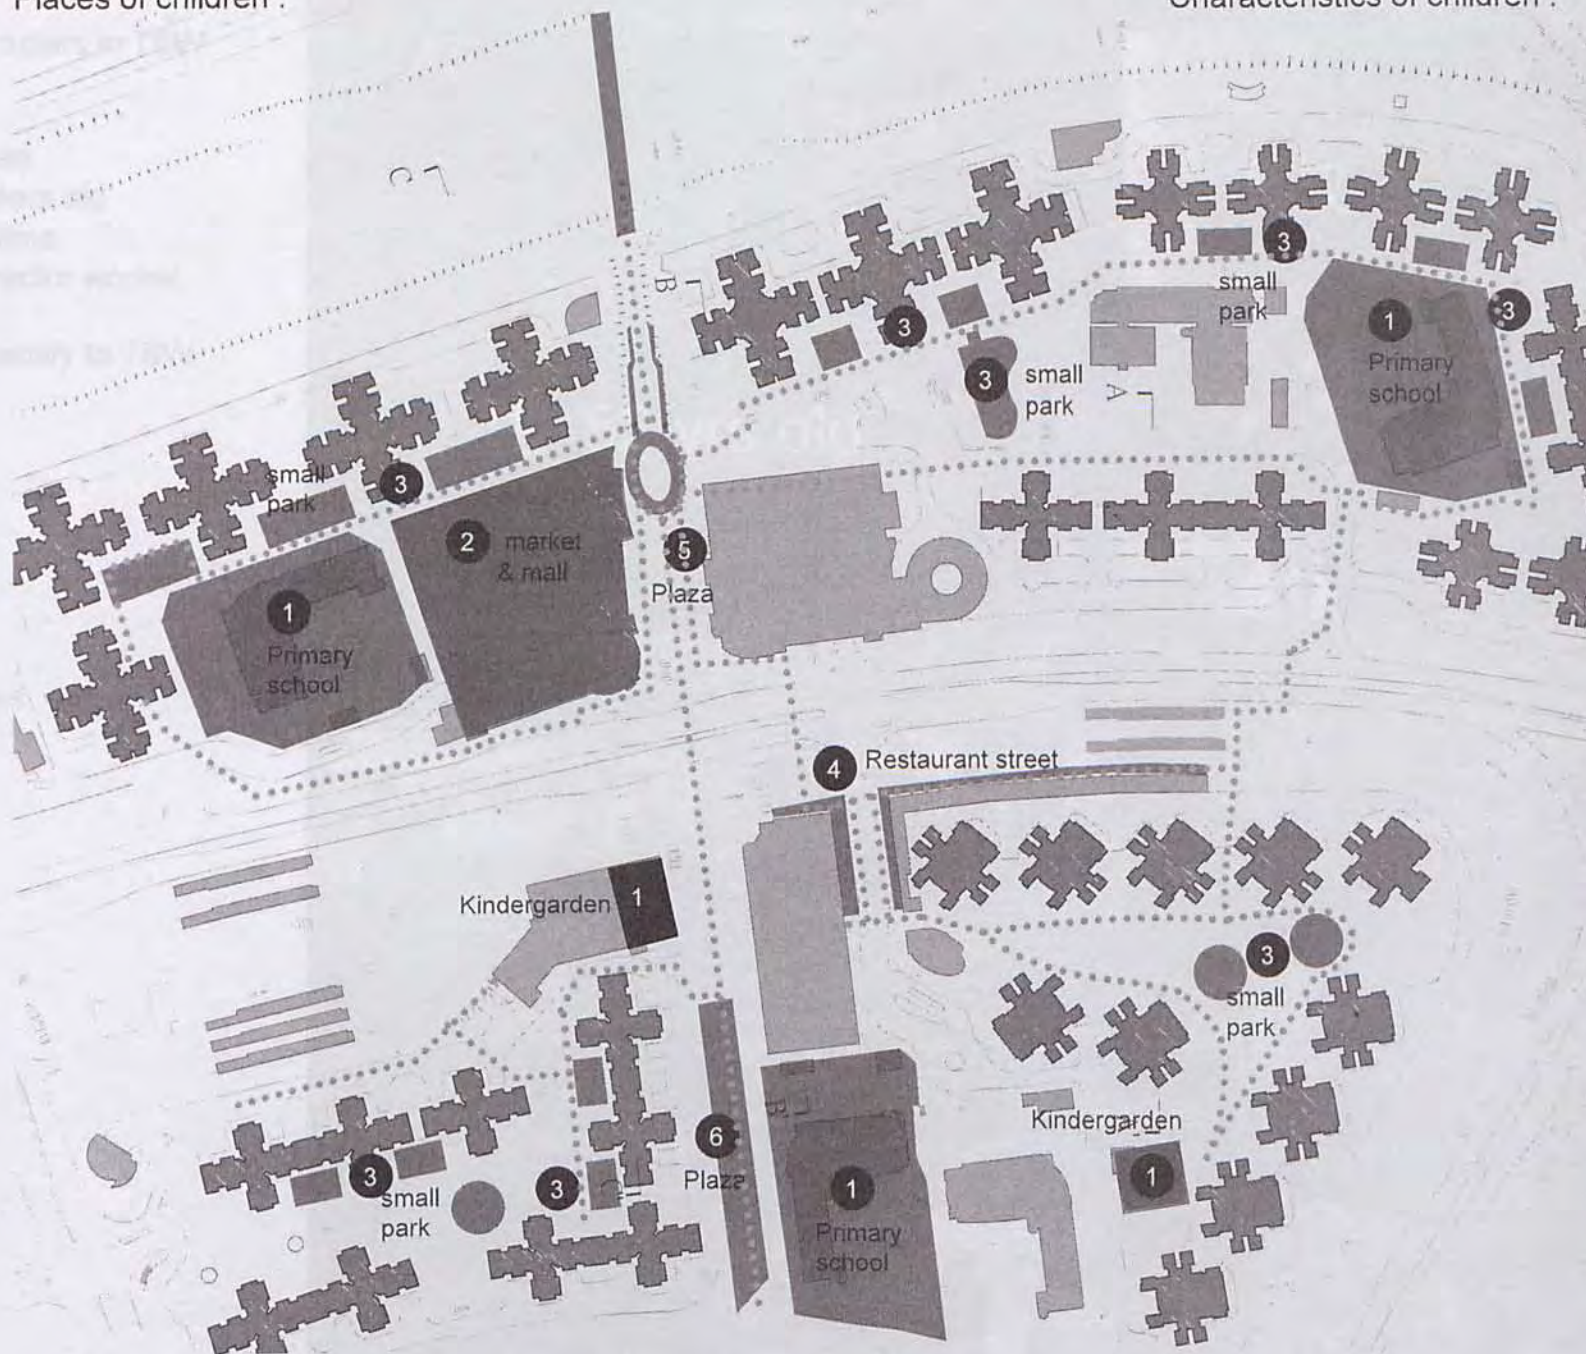 Places of children :
Characteristics of children :
C
B
3
small
park
3
3
small
park
A
1
Primary
school
3
small
park
3
2
market
& mall
5
Plaza
1
Primary
school
4
Restaurant street
Kindergarden
1
3
small
park
B
6
Plaza
Kindergarden
1
3
small
park
3
1
Primary
school